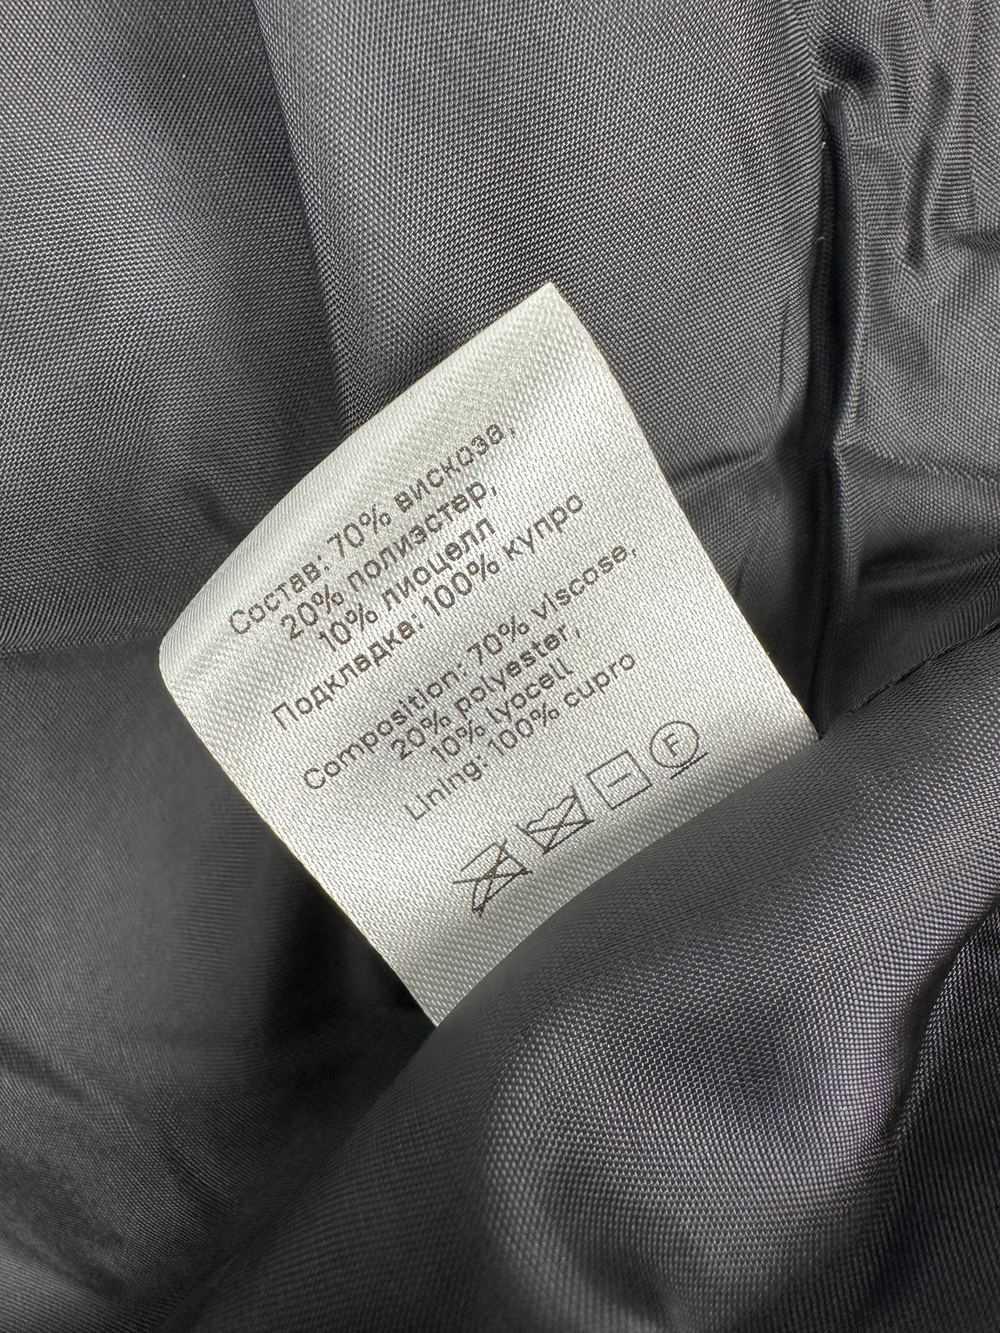 Состав: 70% вискоза,
20% полиэстер,
10% лиоцелл
Подкладка: 100% купро
Composition: 70% viscose,
20% polyester,
10% lyocell
Lining: 100% cupro
F